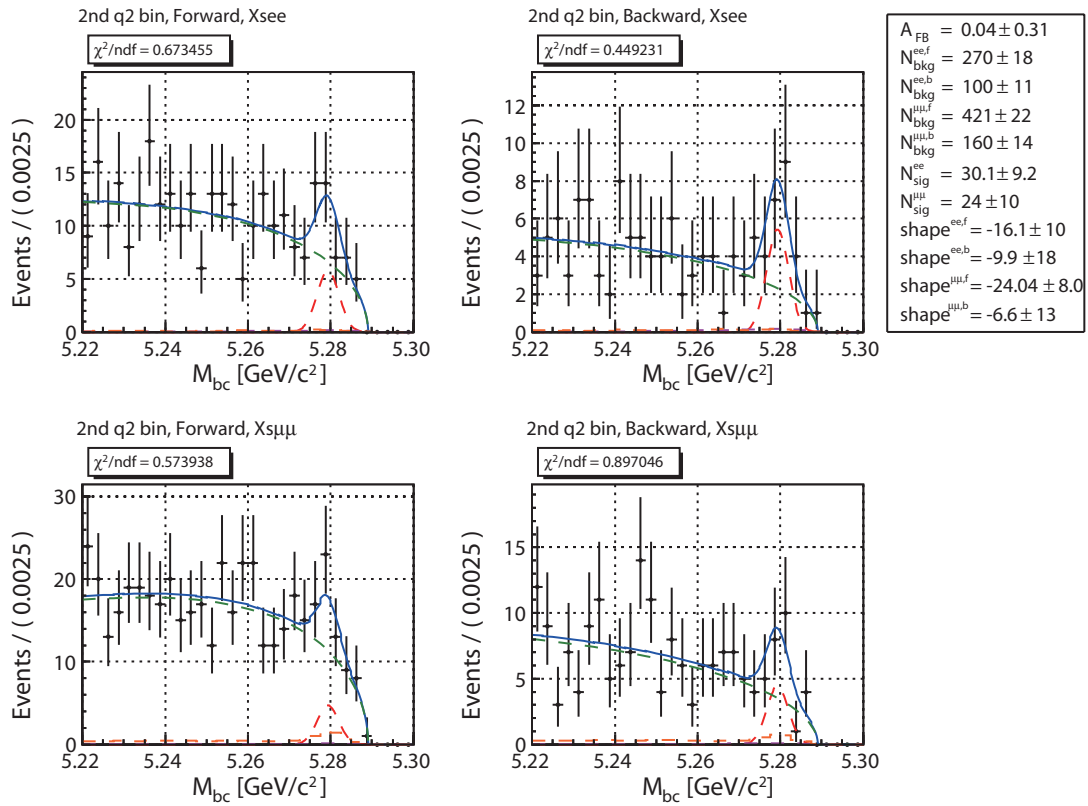 2nd q2 bin, Forward, Xsee
χ²/ndf = 0.673455
Events / ( 0.0025)
20
15
10
5
0
5.22 5.24 5.26 5.28 5.30
M_bc [GeV/c²]
2nd q2 bin, Backward, Xsee
χ²/ndf = 0.449231
Events / ( 0.0025)
12
10
8
6
4
2
0
5.22 5.24 5.26 5.28 5.30
M_bc [GeV/c²]
A_FB = 0.04 ± 0.31
N_bkg^ee,f = 270 ± 18
N_bkg^ee,b = 100 ± 11
N_bkg^μμ,f = 421 ± 22
N_bkg^μμ,b = 160 ± 14
N_sig^ee = 30.1 ± 9.2
N_sig^μμ = 24 ± 10
shape^ee,f = -16.1 ± 10
shape^ee,b = -9.9 ± 18
shape^μμ,f = -24.04 ± 8.0
shape^μμ,b = -6.6 ± 13
2nd q2 bin, Forward, Xsμμ
χ²/ndf = 0.573938
Events / ( 0.0025)
30
20
10
0
5.22 5.24 5.26 5.28 5.30
M_bc [GeV/c²]
2nd q2 bin, Backward, Xsμμ
χ²/ndf = 0.897046
Events / ( 0.0025)
15
10
5
0
5.22 5.24 5.26 5.28 5.30
M_bc [GeV/c²]